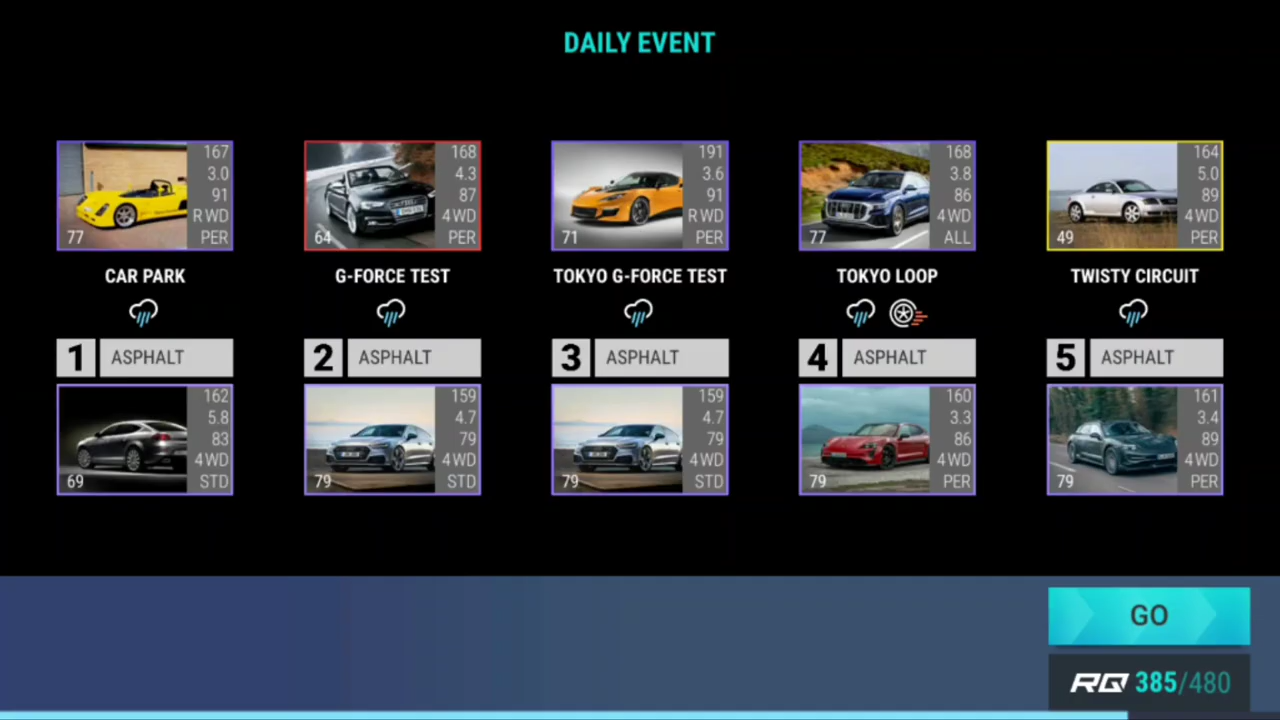 DAILY EVENT
167
3.0
91
RWD
77 PER
168
4.3
87
4WD
64 PER
191
3.6
91
RWD
71 PER
168
3.8
86
4WD
77 ALL
164
5.0
89
4WD
49 PER
CAR PARK
G-FORCE TEST
TOKYO G-FORCE TEST
TOKYO LOOP
TWISTY CIRCUIT
1 ASPHALT
2 ASPHALT
3 ASPHALT
4 ASPHALT
5 ASPHALT
162
5.8
83
4WD
69 STD
159
4.7
79
4WD
79 STD
159
4.7
79
4WD
79 STD
160
3.3
86
4WD
79 PER
161
3.4
89
4WD
79 PER
GO
RQ 385/480